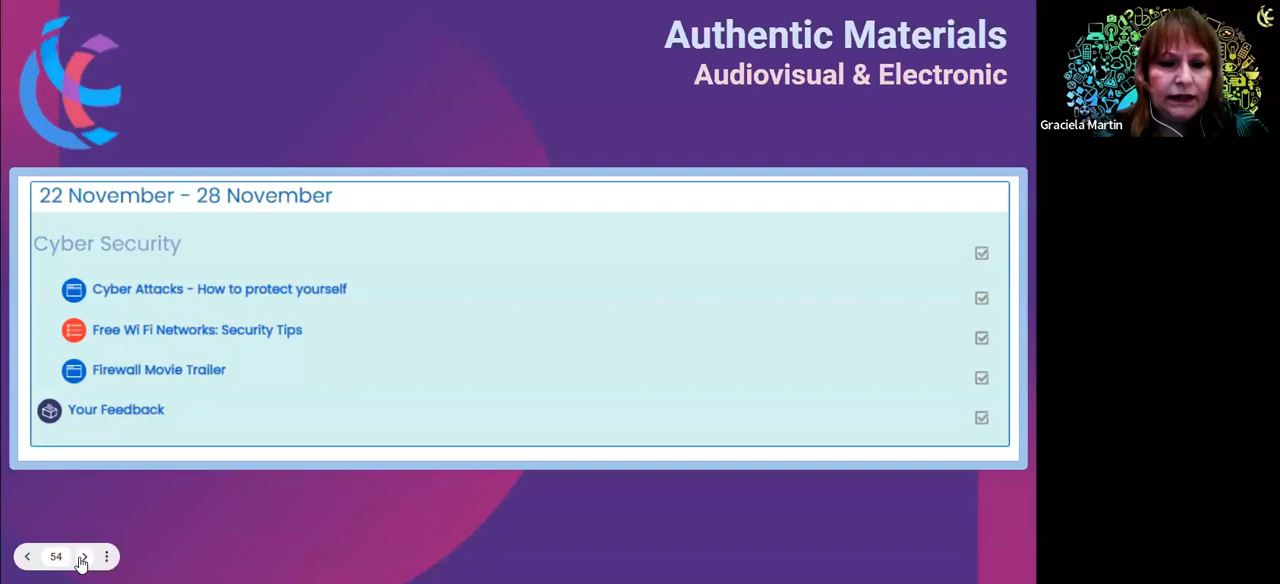 Authentic Materials
Audiovisual & Electronic
Graciela Martin
22 November - 28 November
Cyber Security
Cyber Attacks - How to protect yourself
Free Wi Fi Networks: Security Tips
Firewall Movie Trailer
Your Feedback
54